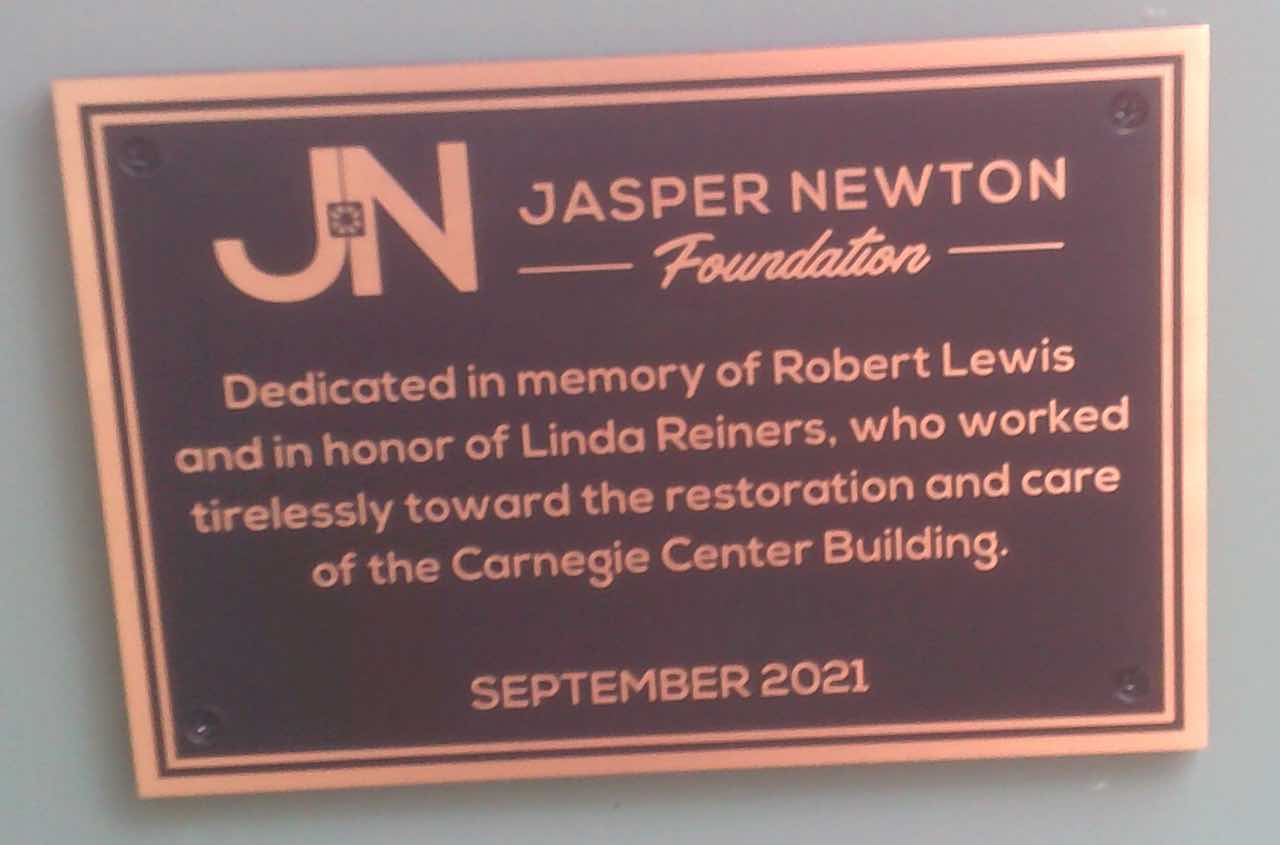 JN
JASPER NEWTON
Foundation
Dedicated in memory of Robert Lewis
and in honor of Linda Reiners, who worked
tirelessly toward the restoration and care
of the Carnegie Center Building.
SEPTEMBER 2021